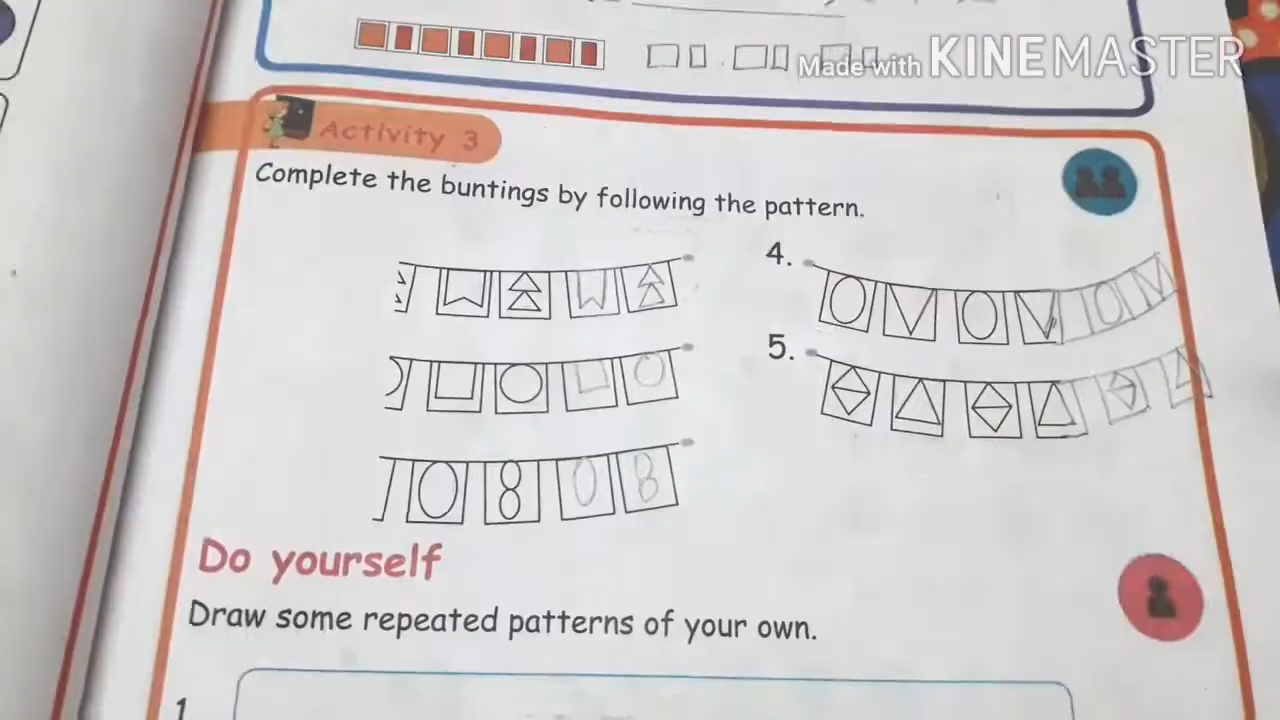 Made with KINEMASTER
Activity 3
Complete the buntings by following the pattern.
4.
5.
Do yourself
Draw some repeated patterns of your own.
1